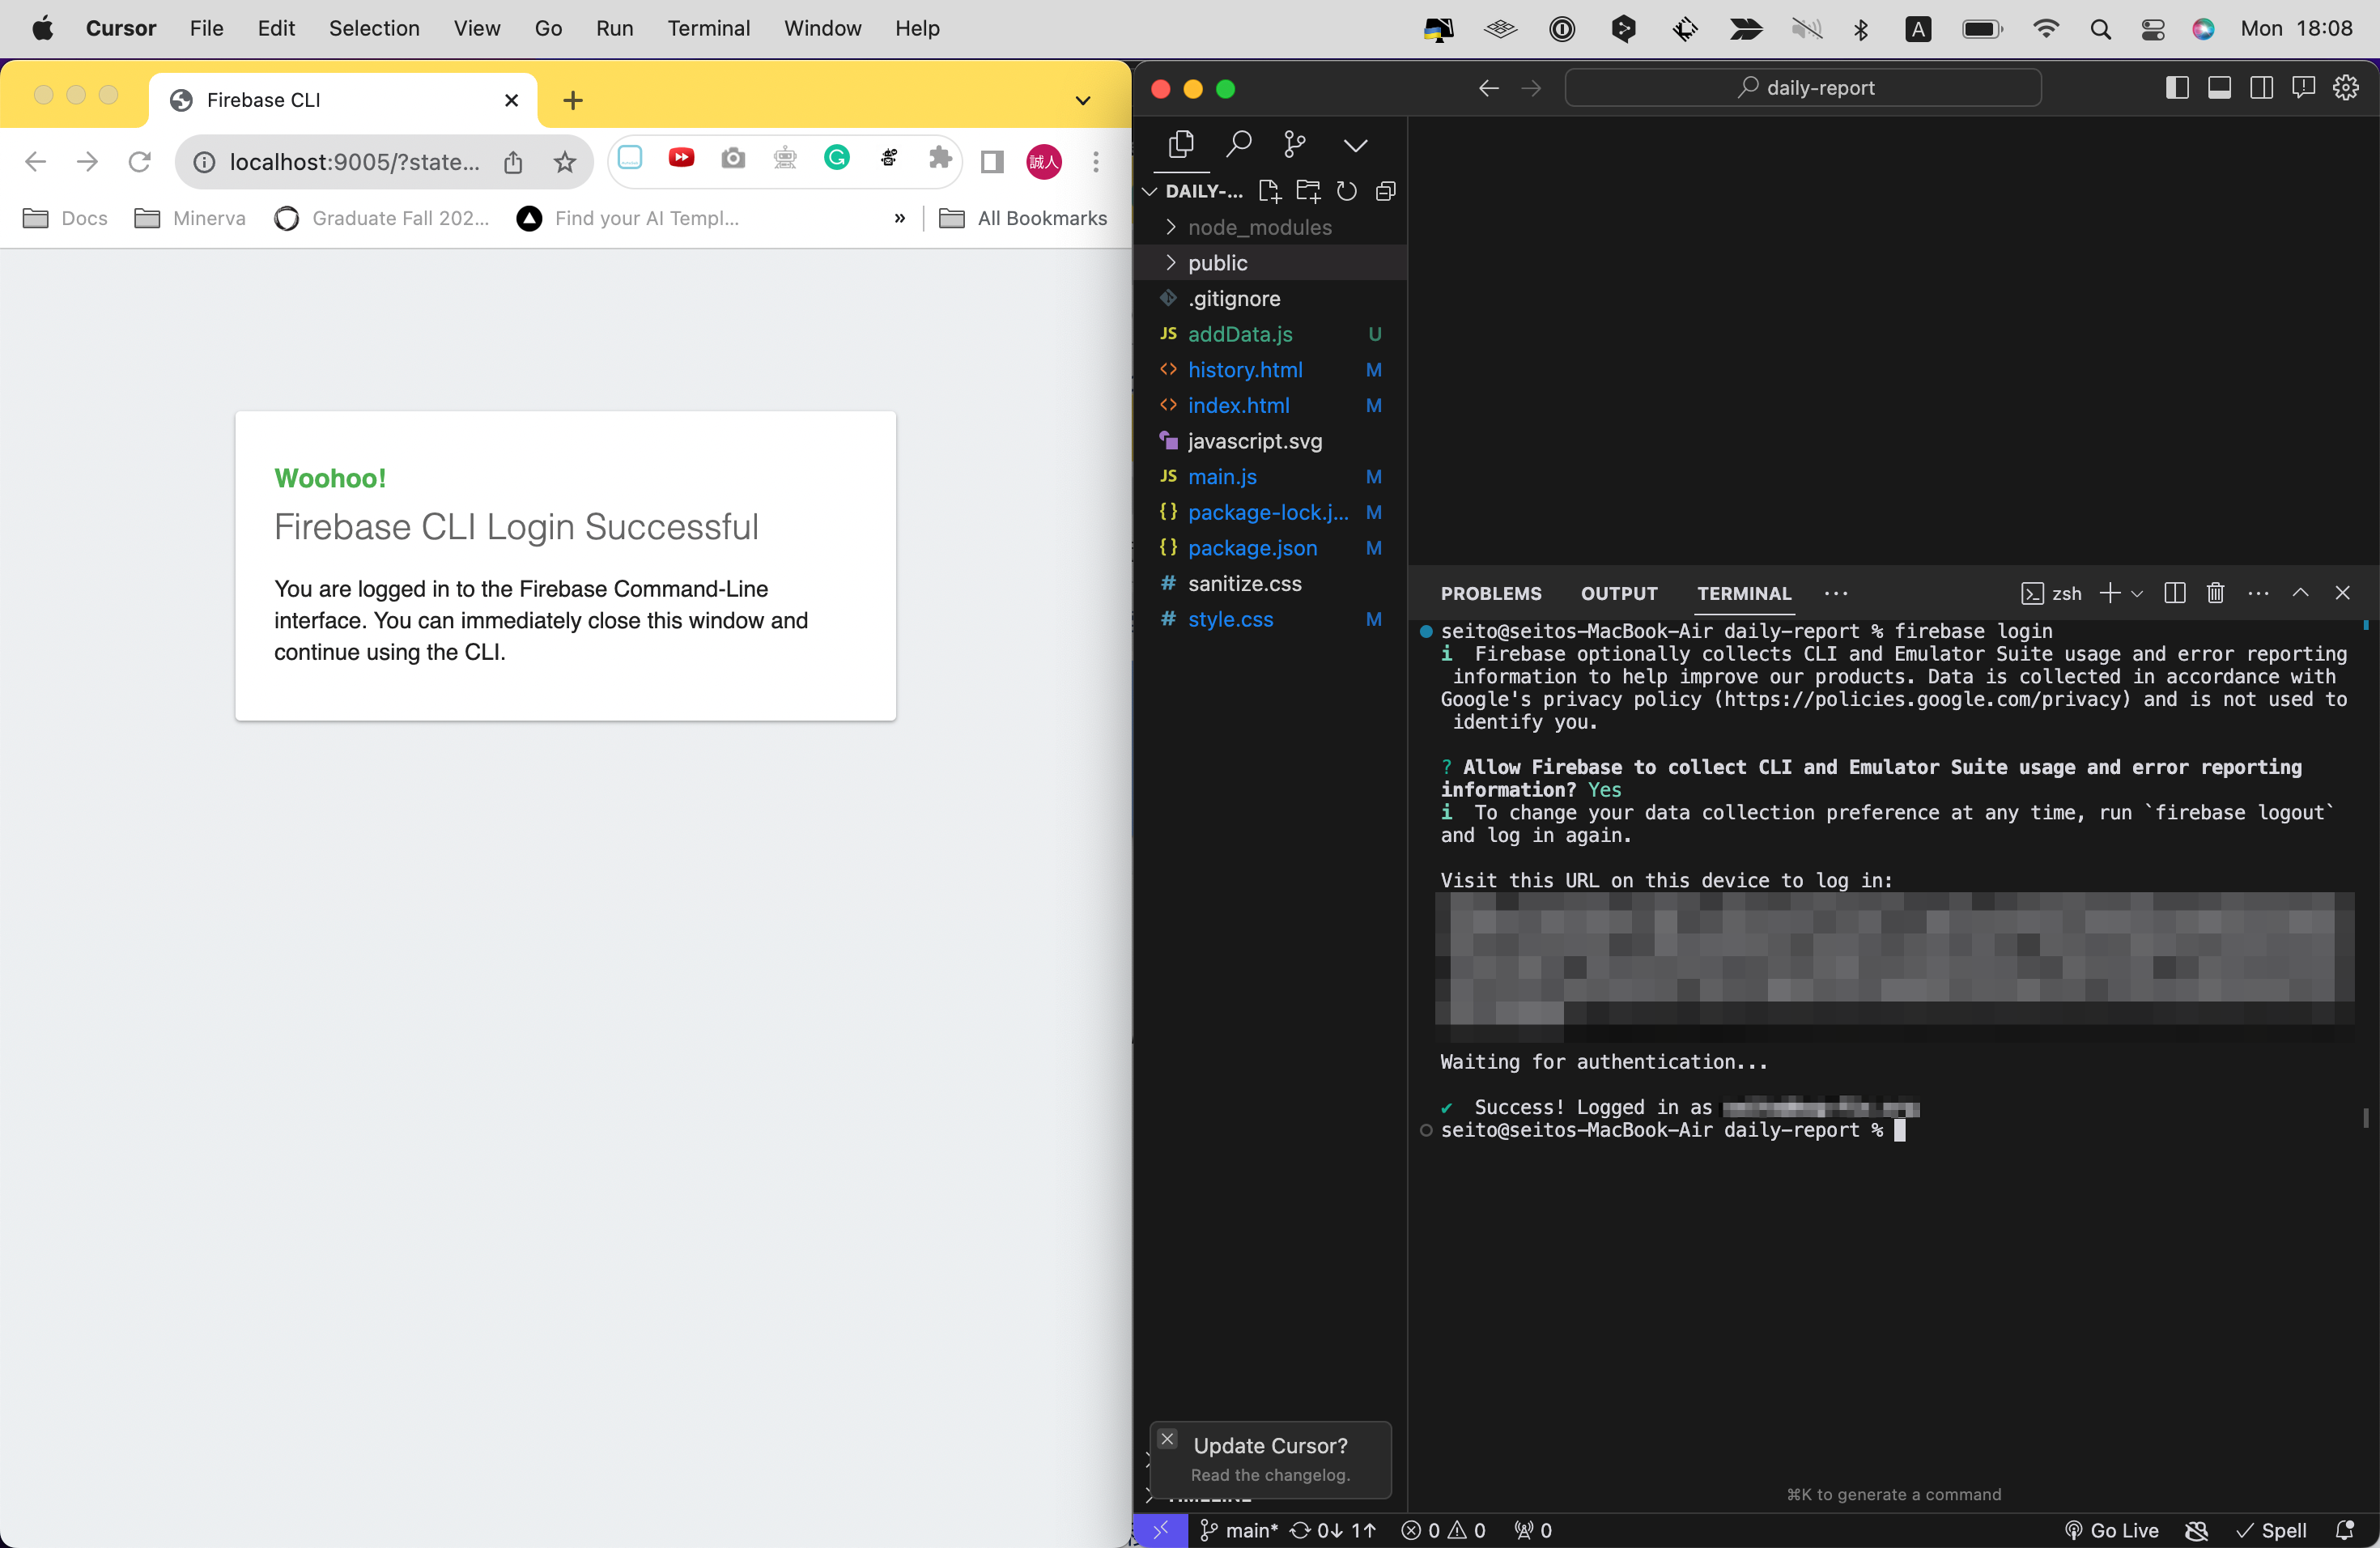 Cursor File Edit Selection View Go Run Terminal Window Help
A Mon 18:08
Firebase CLI
localhost:9005/?state...
誠人
Docs Minerva Graduate Fall 202... Find your AI Templ... » All Bookmarks
Woohoo!
Firebase CLI Login Successful
You are logged in to the Firebase Command-Line
interface. You can immediately close this window and
continue using the CLI.
daily-report
DAILY-...
node_modules
public
.gitignore
JS addData.js U
history.html M
index.html M
javascript.svg
JS main.js M
{} package-lock.j... M
{} package.json M
# sanitize.css
# style.css M
PROBLEMS OUTPUT TERMINAL ... zsh
seito@seitos-MacBook-Air daily-report % firebase login
i Firebase optionally collects CLI and Emulator Suite usage and error reporting
information to help improve our products. Data is collected in accordance with
Google's privacy policy (https://policies.google.com/privacy) and is not used to
identify you.
? Allow Firebase to collect CLI and Emulator Suite usage and error reporting
information? Yes
i To change your data collection preference at any time, run `firebase logout`
and log in again.
Visit this URL on this device to log in:
Waiting for authentication...
✔ Success! Logged in as
seito@seitos-MacBook-Air daily-report %
Update Cursor?
Read the changelog.
⌘K to generate a command
main* 0↓ 1↑ 0 0 0 Go Live Spell